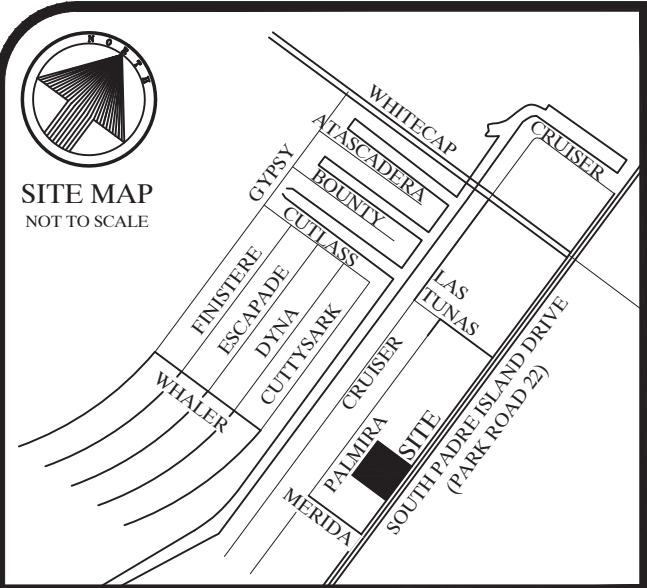 NORTH
SITE MAP
NOT TO SCALE
WHITECAP
ATASCADERA
CRUISER
GYPSY
BOUNTY
CUTLASS
FINISTERE
ESCAPADE
DYNA
CUTTYSARK
LAS
TUNAS
WHALER
CRUISER
PALMIRA
SITE
MERIDA
SOUTH PADRE ISLAND DRIVE
(PARK ROAD 22)